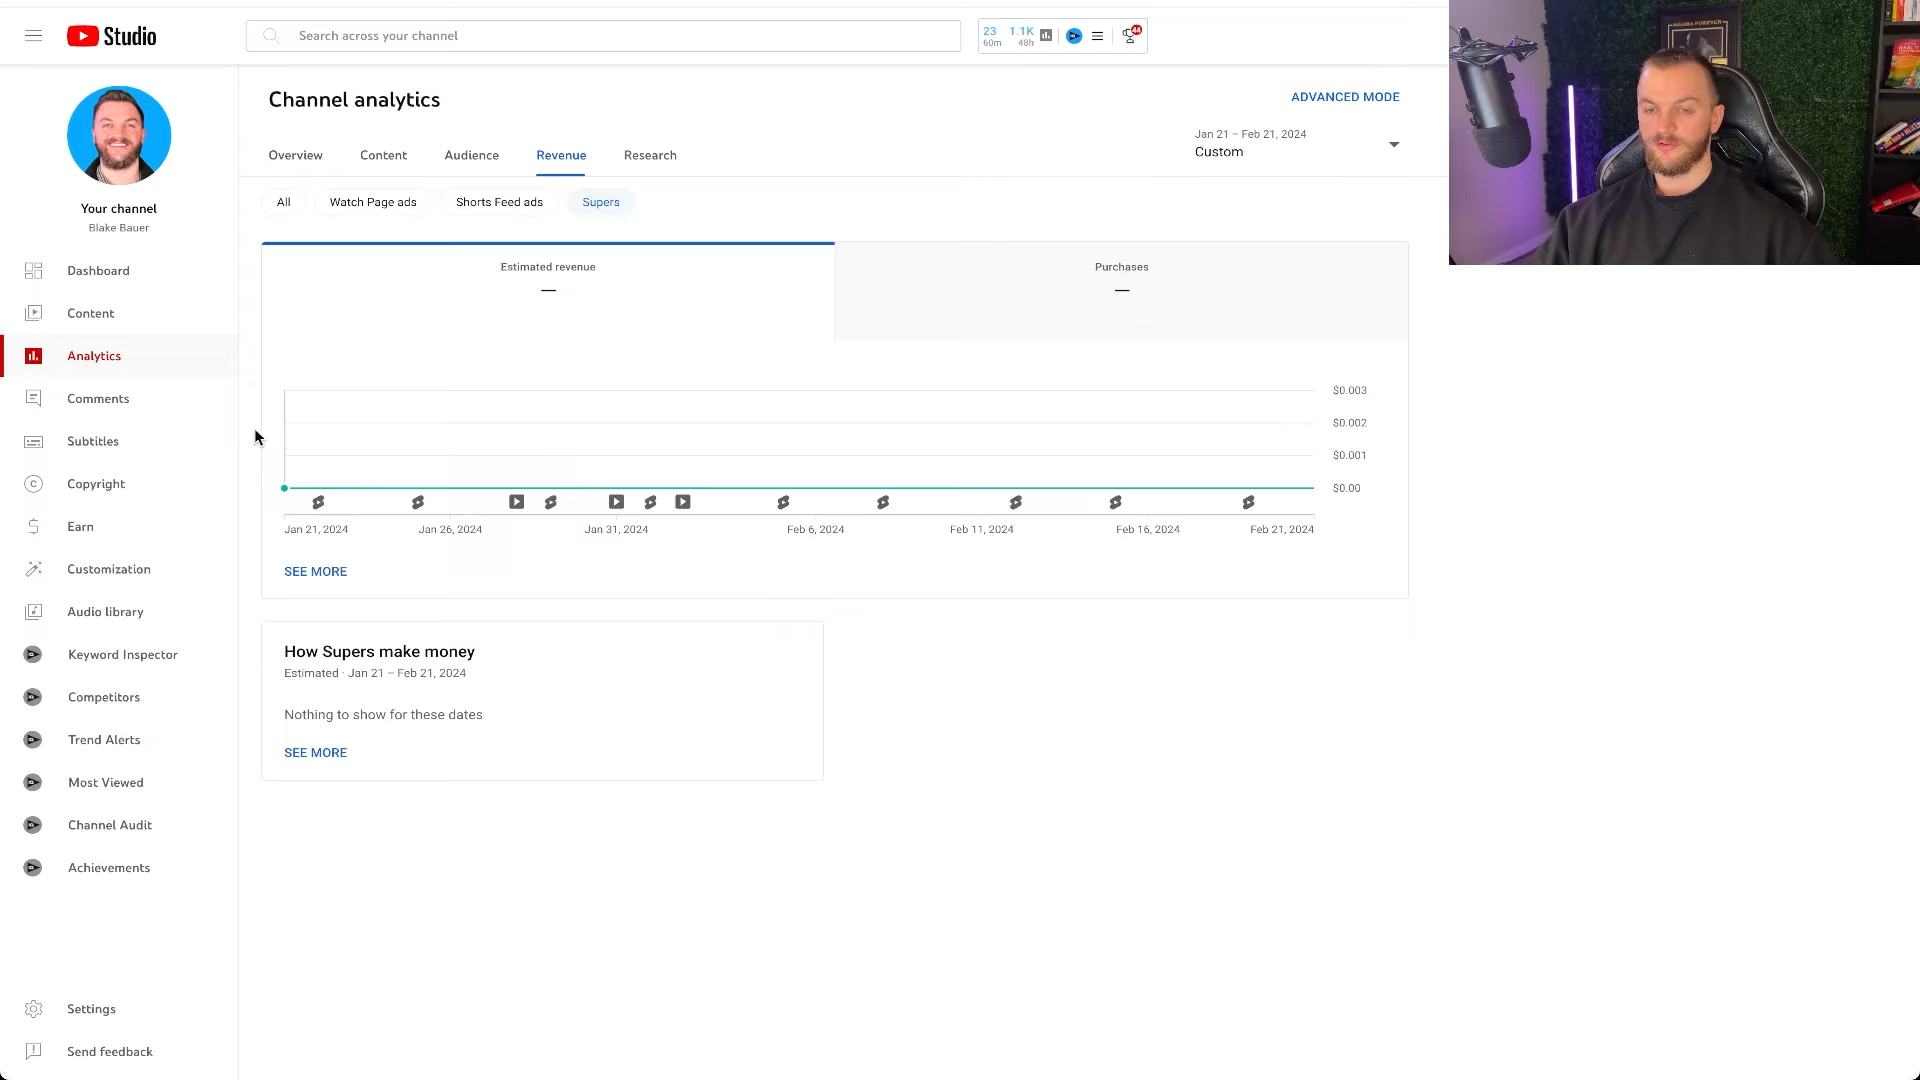 Studio
Search across your channel
23
60m
1.1K
48h
44
Your channel
Blake Bauer
Dashboard
Content
Analytics
Comments
Subtitles
Copyright
Earn
Customization
Audio library
Keyword Inspector
Competitors
Trend Alerts
Most Viewed
Channel Audit
Achievements
Settings
Send feedback
Channel analytics
ADVANCED MODE
Jan 21 – Feb 21, 2024
Custom
Overview
Content
Audience
Revenue
Research
All
Watch Page ads
Shorts Feed ads
Supers
Estimated revenue
—
Purchases
—
$0.003
$0.002
$0.001
$0.00
Jan 21, 2024
Jan 26, 2024
Jan 31, 2024
Feb 6, 2024
Feb 11, 2024
Feb 16, 2024
Feb 21, 2024
SEE MORE
How Supers make money
Estimated · Jan 21 – Feb 21, 2024
Nothing to show for these dates
SEE MORE
MAMBA FOREVER